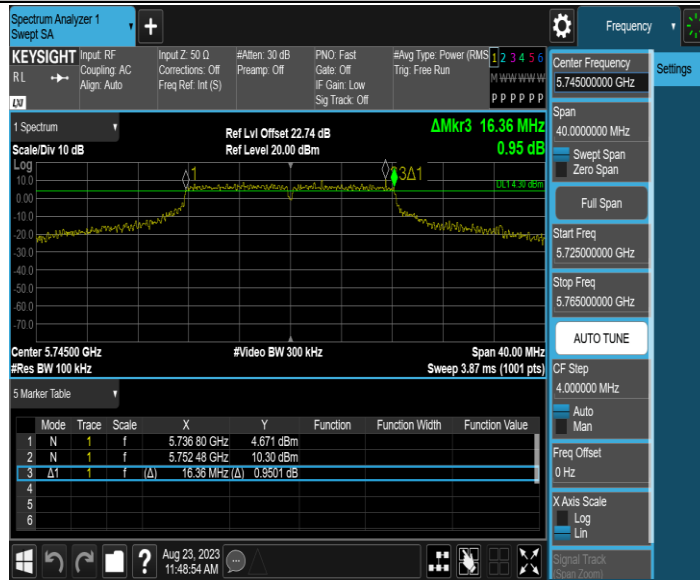 Spectrum Analyzer 1
Swept SA
▼
+
Frequency ▼
KEYSIGHT
RL
LXI
Input: RF
Coupling: AC
Align: Auto
Input Z: 50 Ω
Corrections: Off
Freq Ref: Int (S)
#Atten: 30 dB
Preamp: Off
PNO: Fast
Gate: Off
IF Gain: Low
Sig Track: Off
#Avg Type: Power (RMS
Trig: Free Run
1 2 3 4 5 6
M W W W W W
P P P P P P
1 Spectrum ▼
Scale/Div 10 dB
Ref Lvl Offset 22.74 dB
Ref Level 20.00 dBm
ΔMkr3 16.36 MHz
0.95 dB
Log
10.0
0.00
-10.0
-20.0
-30.0
-40.0
-50.0
-60.0
-70.0
1
3Δ1
DL1 4.30 dBm
Center 5.74500 GHz
#Res BW 100 kHz
#Video BW 300 kHz
Span 40.00 MHz
Sweep 3.87 ms (1001 pts)
5 Marker Table ▼
Mode Trace Scale X Y Function Function Width Function Value
1 N 1 f 5.736 80 GHz 4.671 dBm
2 N 1 f 5.752 48 GHz 10.30 dBm
3 Δ1 1 f (Δ) 16.36 MHz (Δ) 0.9501 dB
4
5
6
Center Frequency
5.745000000 GHz
Span
40.0000000 MHz
Swept Span
Zero Span
Full Span
Start Freq
5.725000000 GHz
Stop Freq
5.765000000 GHz
AUTO TUNE
CF Step
4.000000 MHz
Auto
Man
Freq Offset
0 Hz
X Axis Scale
Log
Lin
Signal Track
(Span Zoom)
Settings
?
Aug 23, 2023
11:48:54 AM